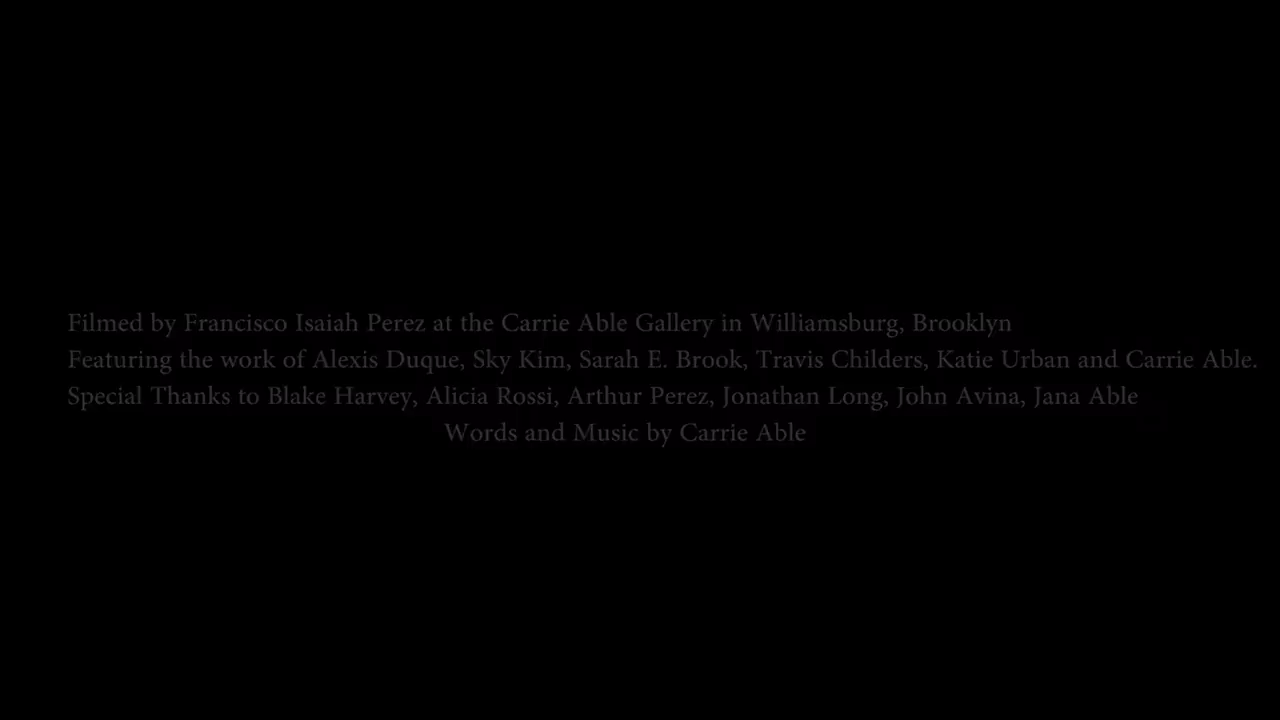 Filmed by Francisco Isaiah Perez at the Carrie Able Gallery in Williamsburg, Brooklyn
Featuring the work of Alexis Duque, Sky Kim, Sarah E. Brook, Travis Childers, Katie Urban and Carrie Able.
Special Thanks to Blake Harvey, Alicia Rossi, Arthur Perez, Jonathan Long, John Avina, Jana Able
Words and Music by Carrie Able